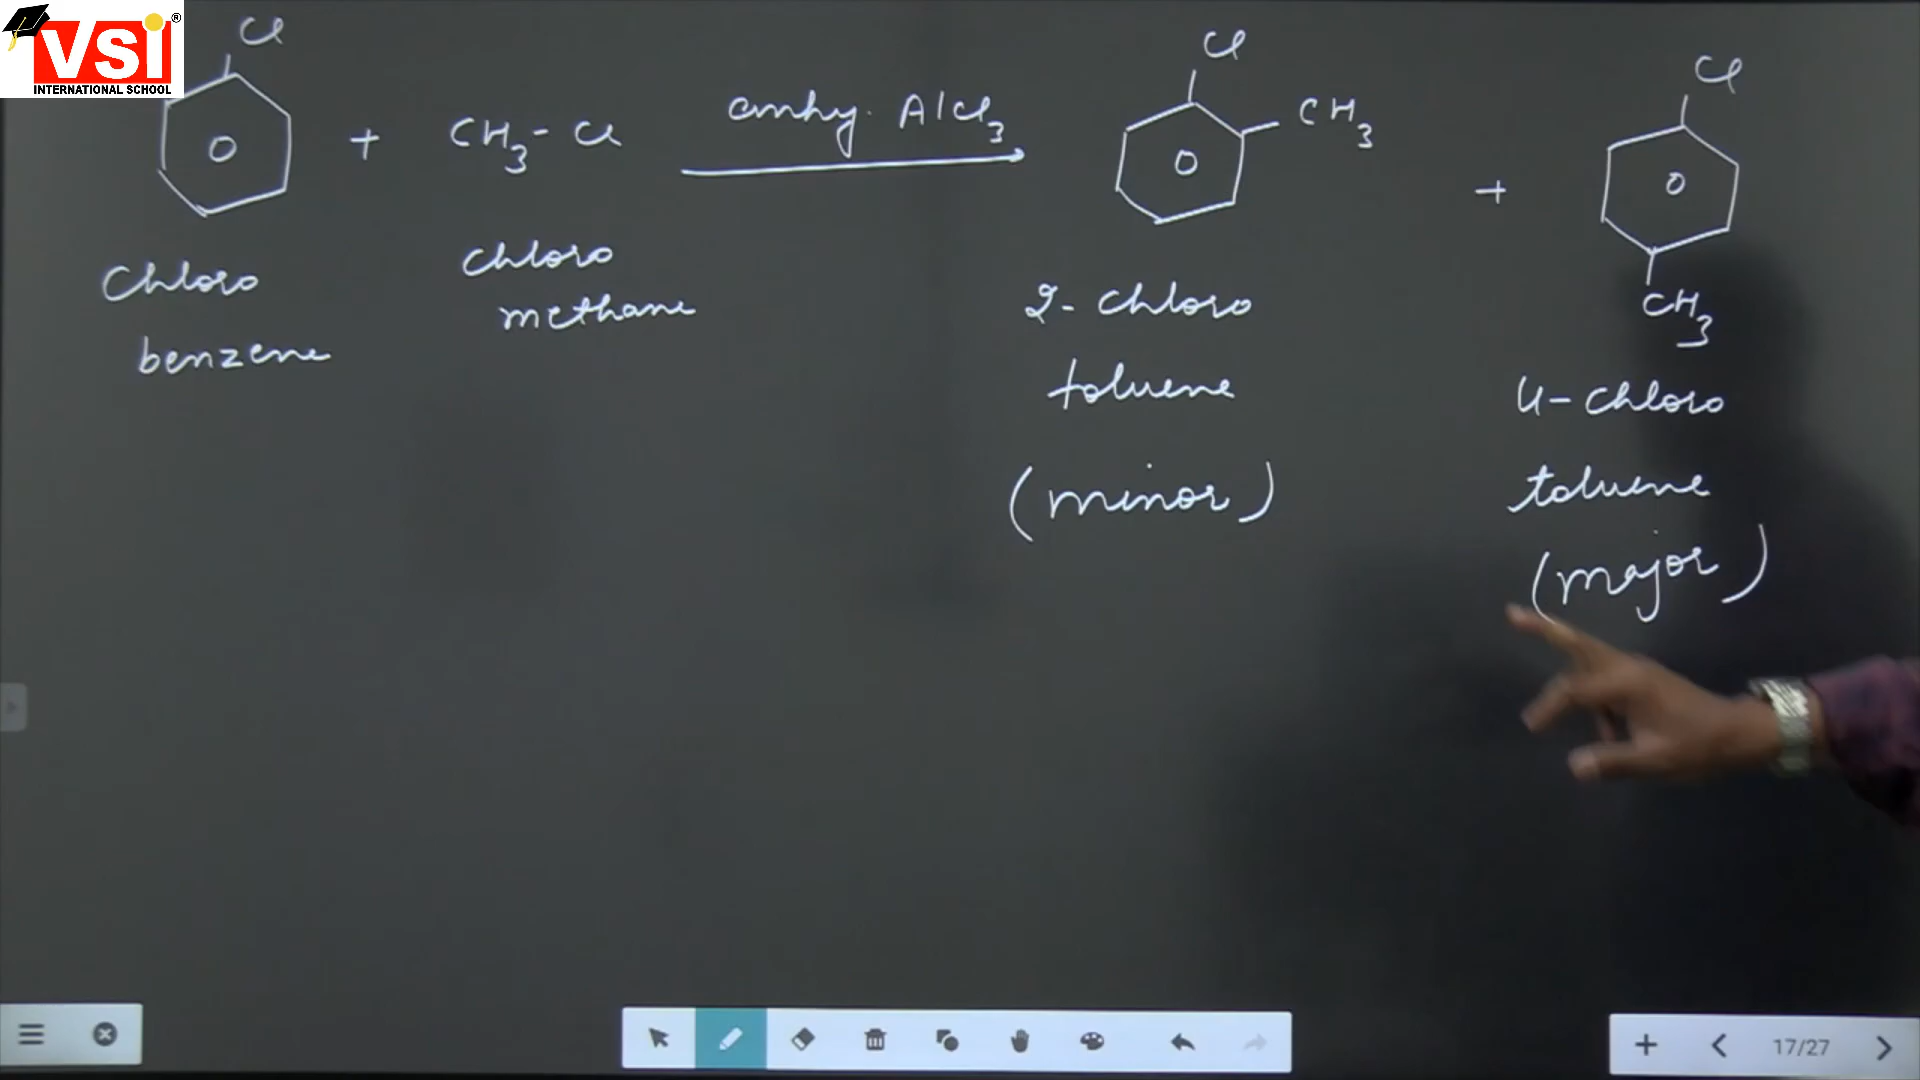 VSI
INTERNATIONAL SCHOOL
Cl
+ CH3 - Cl
anhy. AlCl3
Cl
CH3
+
Cl
CH3
Chloro
benzene
Chloro
methane
2- Chloro
toluene
(minor)
4- Chloro
toluene
(major)
17/27